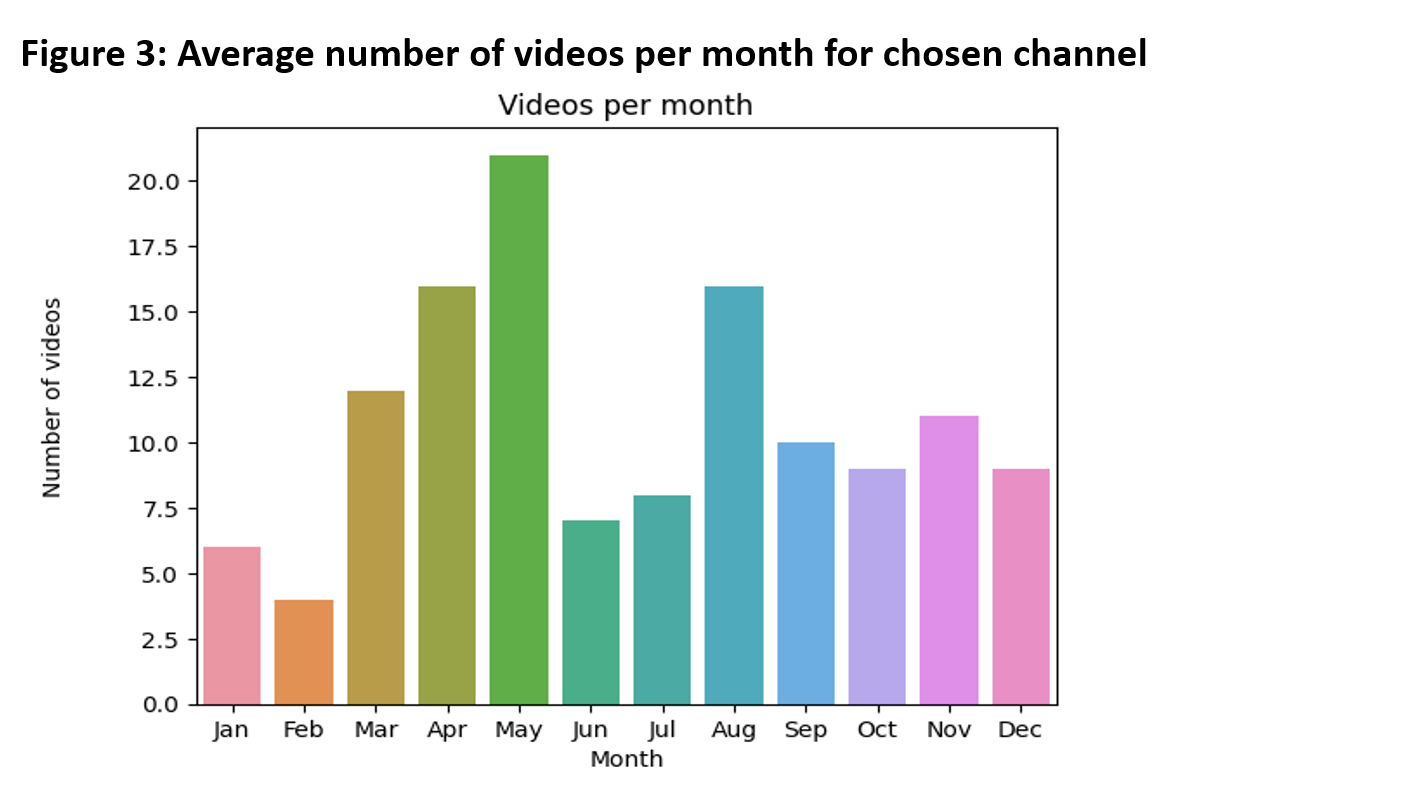 Figure 3: Average number of videos per month for chosen channel
Videos per month
Number of videos
20.0
17.5
15.0
12.5
10.0
7.5
5.0
2.5
0.0
Jan Feb Mar Apr May Jun Jul Aug Sep Oct Nov Dec
Month